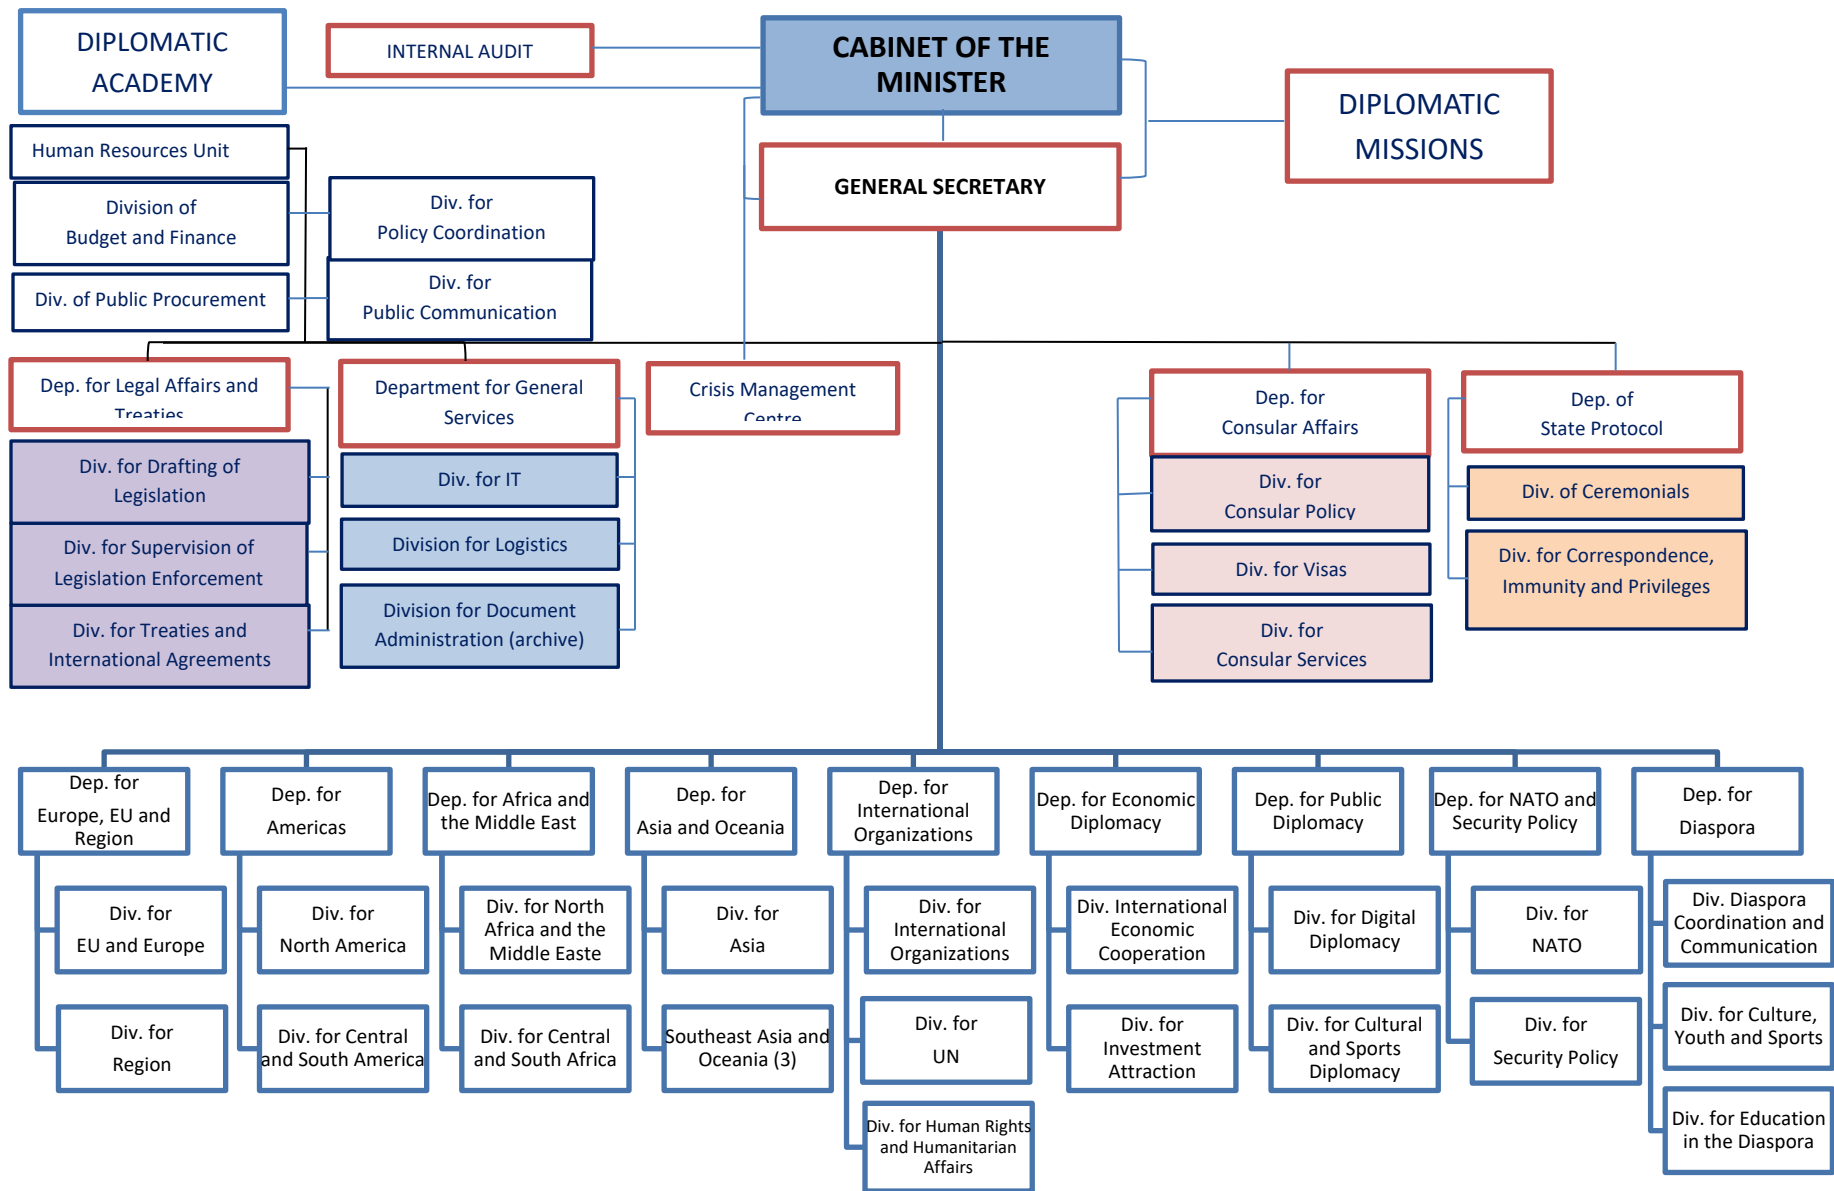 DIPLOMATIC
ACADEMY
INTERNAL AUDIT
CABINET OF THE
MINISTER
DIPLOMATIC
MISSIONS
GENERAL SECRETARY
Human Resources Unit
Division of
Budget and Finance
Div. for
Policy Coordination
Div. of Public Procurement
Div. for
Public Communication
Dep. for Legal Affairs and
Treaties
Department for General
Services
Crisis Management
Centre
Dep. for
Consular Affairs
Dep. of
State Protocol
Div. for Drafting of
Legislation
Div. for Supervision of
Legislation Enforcement
Div. for Treaties and
International Agreements
Div. for IT
Division for Logistics
Division for Document
Administration (archive)
Div. for
Consular Policy
Div. for Visas
Div. for
Consular Services
Div. of Ceremonials
Div. for Correspondence,
Immunity and Privileges
Dep. for
Europe, EU and
Region
Dep. for
Americas
Dep. for Africa and
the Middle East
Dep. for
Asia and Oceania
Dep. for
International
Organizations
Dep. for Economic
Diplomacy
Dep. for Public
Diplomacy
Dep. for NATO and
Security Policy
Dep. for
Diaspora
Div. for
EU and Europe
Div. for
North America
Div. for North
Africa and the
Middle Easte
Div. for
Asia
Div. for
International
Organizations
Div. International
Economic
Cooperation
Div. for Digital
Diplomacy
Div. for
NATO
Div. Diaspora
Coordination and
Communication
Div. for
Region
Div. for Central
and South America
Div. for Central
and South Africa
Southeast Asia and
Oceania (3)
Div. for
UN
Div. for
Investment
Attraction
Div. for Cultural
and Sports
Diplomacy
Div. for
Security Policy
Div. for Culture,
Youth and Sports
Div. for Human Rights
and Humanitarian
Affairs
Div. for Education
in the Diaspora